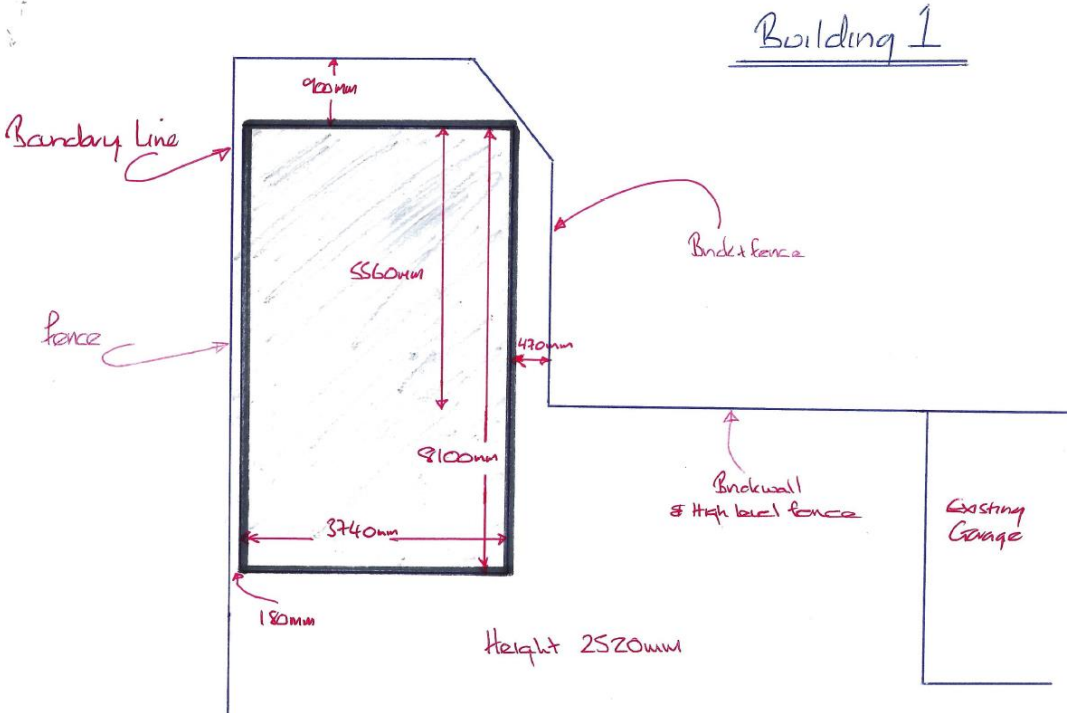 Building 1
900mm
Boundary Line
5560mm
Brick + fence
fence
470mm
8100mm
Brickwall
& High level fence
Existing
Garage
3740mm
180mm
Height 2520mm